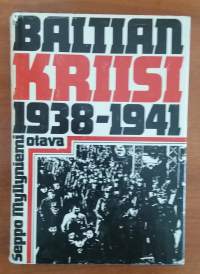 BALTIAN
KRIISI
1938-1941
otava
Seppo Myllyniemi